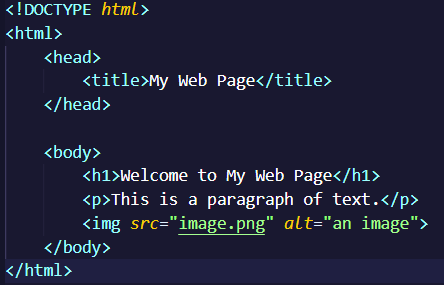 <!DOCTYPE html>
<html>
    <head>
        <title>My Web Page</title>
    </head>

    <body>
        <h1>Welcome to My Web Page</h1>
        <p>This is a paragraph of text.</p>
        <img src="image.png" alt="an image">
    </body>
</html>